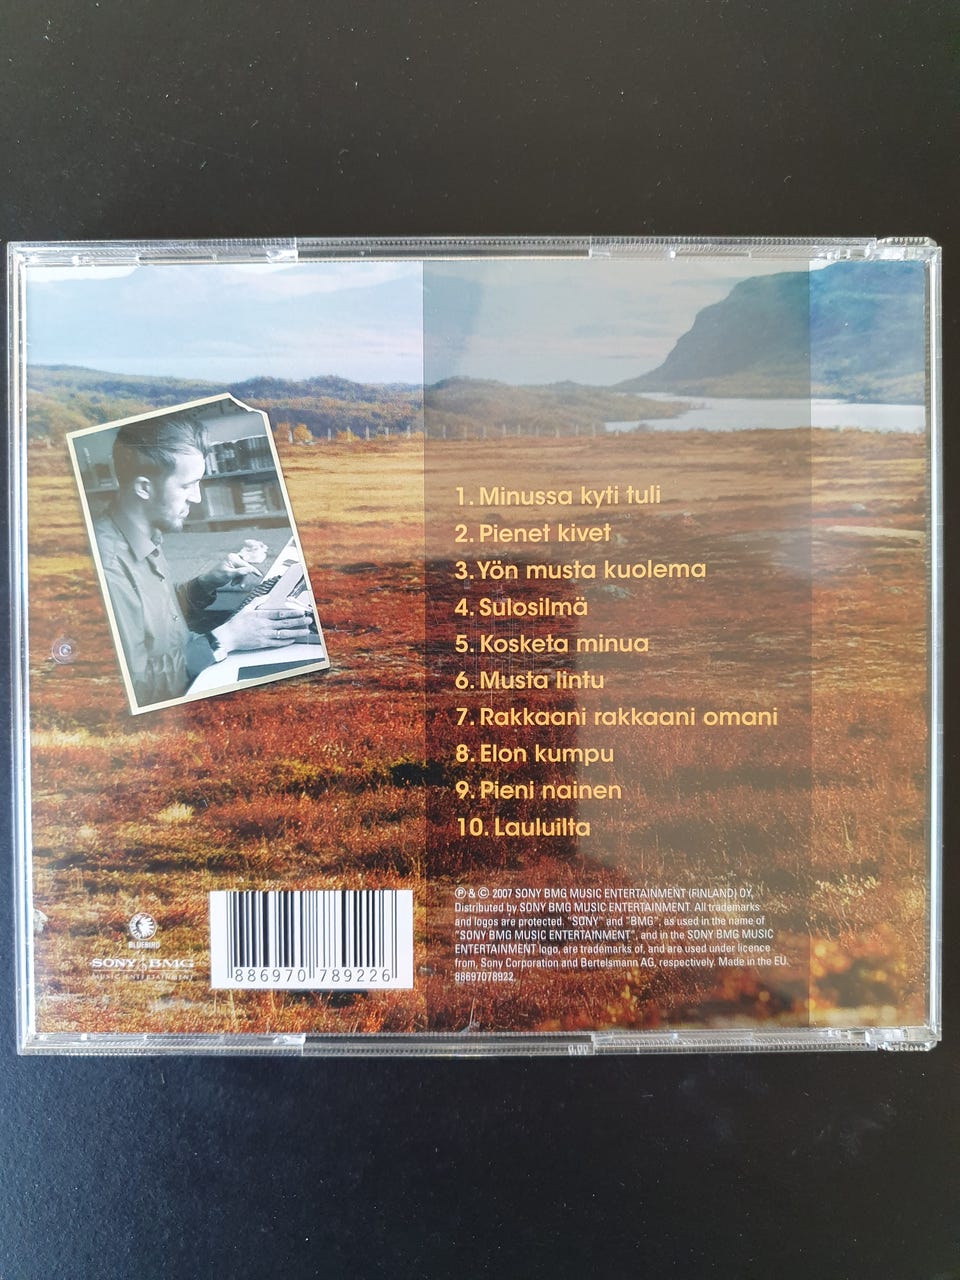 1. Minussa kyti tuli
2. Pienet kivet
3. Yön musta kuolema
4. Sulosilmä
5. Kosketa minua
6. Musta lintu
7. Rakkaani rakkaani omani
8. Elon kumpu
9. Pieni nainen
10. Lauluilta
BLUEBIRD
SONY BMG
MUSIC ENTERTAINMENT
886970 789226
℗ & © 2007 SONY BMG MUSIC ENTERTAINMENT (FINLAND) OY.
Distributed by SONY BMG MUSIC ENTERTAINMENT. All trademarks
and logos are protected. "SONY" and "BMG", as used in the name of
"SONY BMG MUSIC ENTERTAINMENT", and in the SONY BMG MUSIC
ENTERTAINMENT logo, are trademarks of, and are used under licence
from, Sony Corporation and Bertelsmann AG, respectively. Made in the EU.
88697078922.